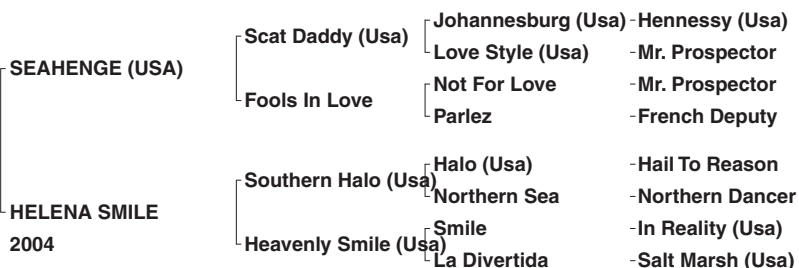 Johannesburg (Usa) - Hennessy (Usa)
Scat Daddy (Usa)
Love Style (Usa) - Mr. Prospector
SEAHENGE (USA)
Not For Love - Mr. Prospector
Fools In Love
Parlez - French Deputy
Halo (Usa) - Hail To Reason
Southern Halo (Usa)
Northern Sea - Northern Dancer
HELENA SMILE
Smile - In Reality (Usa)
2004
Heavenly Smile (Usa)
La Divertida - Salt Marsh (Usa)